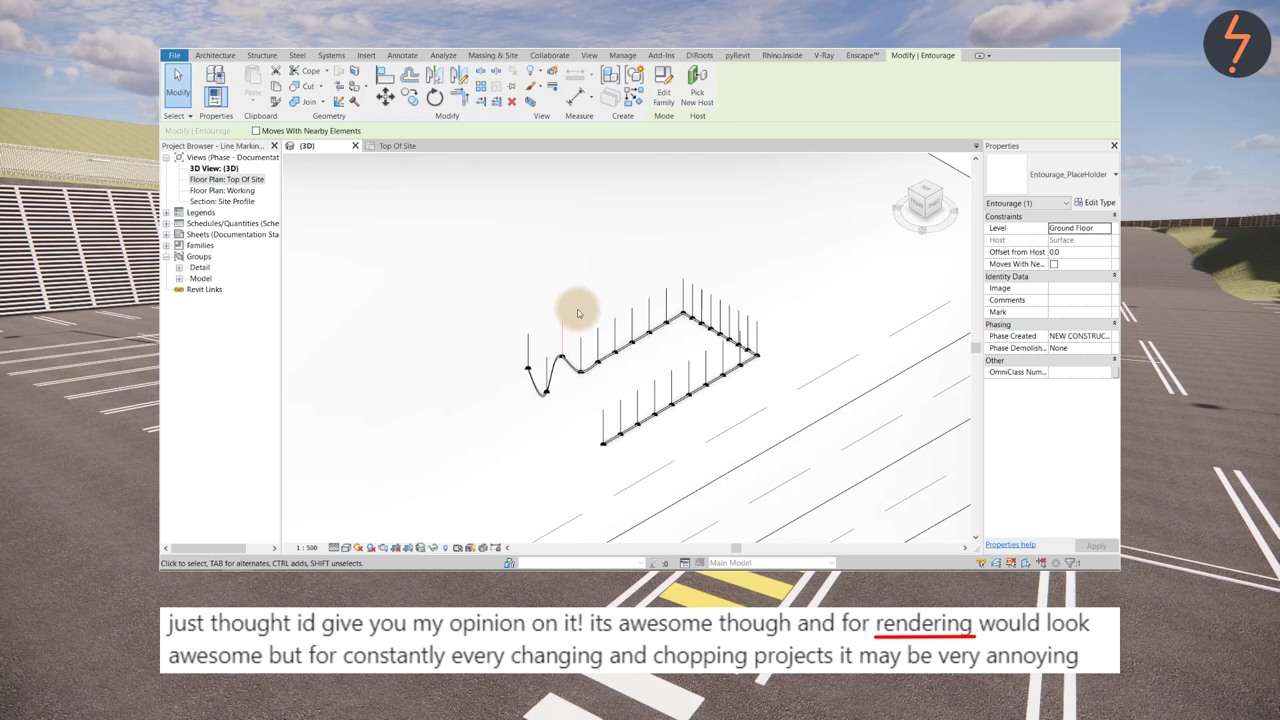 File Architecture Structure Steel Systems Insert Annotate Analyze Massing & Site Collaborate View Manage Add-Ins DiRoots pyRevit Rhino.Inside V-Ray Enscape™ Modify | Entourage
Modify
Paste
Cope
Cut
Join
Edit
Family
Pick
New Host
Select Properties Clipboard Geometry Modify View Measure Create Mode Host
Modify | Entourage Moves With Nearby Elements
Project Browser - Line Markin...
(3D)
Top Of Site
Properties
Views (Phase - Documentat
3D View: (3D)
Floor Plan: Top Of Site
Floor Plan: Working
Section: Site Profile
Legends
Schedules/Quantities (Sche
Sheets (Documentation Sta
Families
Groups
Detail
Model
Revit Links
TOP
Entourage_PlaceHolder
Entourage (1) Edit Type
Constraints
Level Ground Floor
Host Surface
Offset from Host 0.0
Moves With Ne...
Identity Data
Image
Comments
Mark
Phasing
Phase Created NEW CONSTRUC...
Phase Demolish... None
Other
OmniClass Num...
Properties help Apply
1 : 500
Click to select, TAB for alternates, CTRL adds, SHIFT unselects.
:0
Main Model
:1
just thought id give you my opinion on it! its awesome though and for rendering would look
awesome but for constantly every changing and chopping projects it may be very annoying